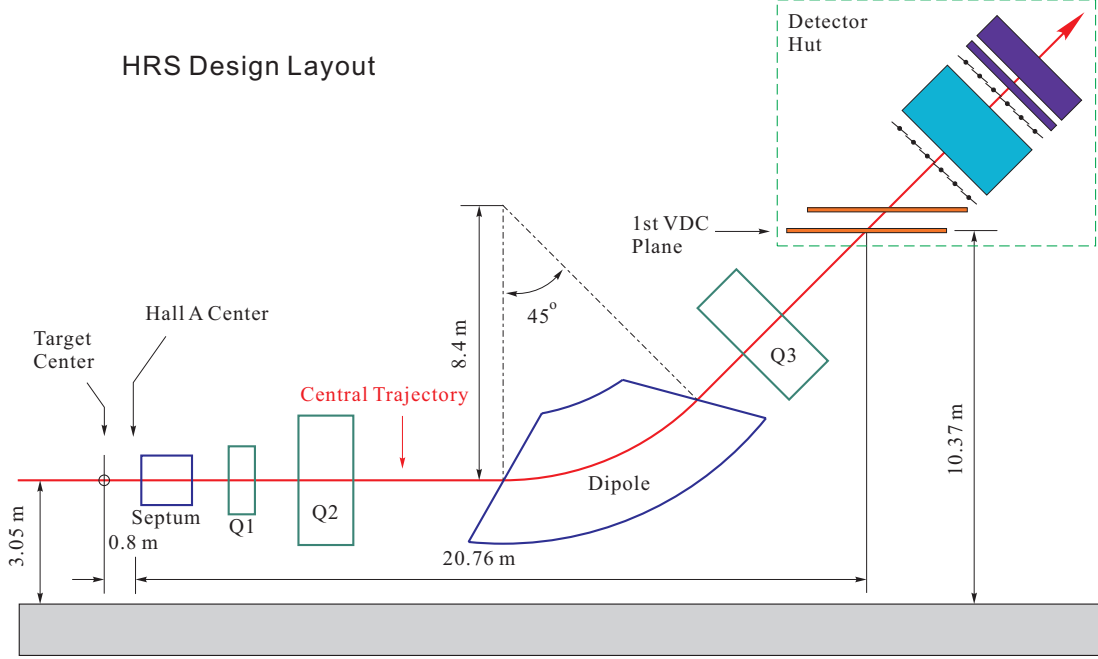 HRS Design Layout
Detector
Hut
1st VDC
Plane
45°
8.4 m
Hall A Center
Target
Center
Central Trajectory
Q3
10.37 m
Dipole
Septum
Q1
Q2
3.05 m
0.8 m
20.76 m